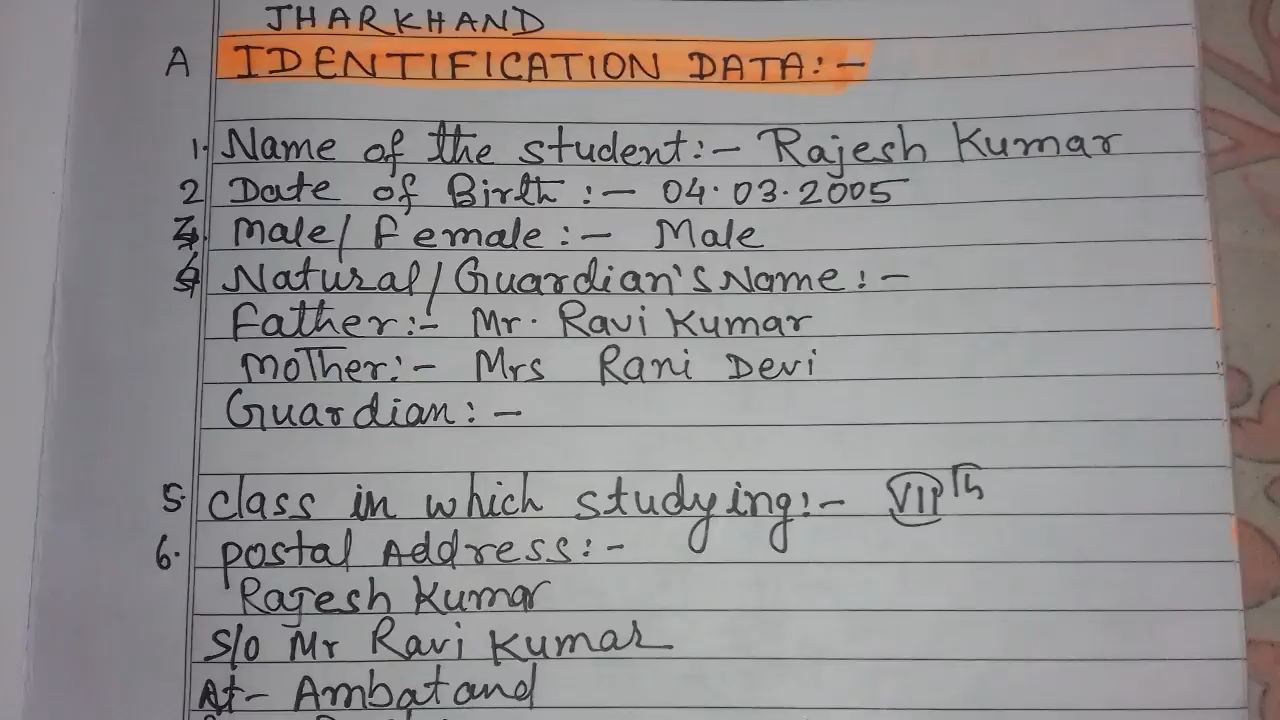 JHARKHAND
A IDENTIFICATION DATA:-
1. Name of the student:- Rajesh Kumar
2 Date of Birth :- 04.03.2005
3. Male/Female:- Male
4 Natural/Guardian's Name:-
Father:- Mr. Ravi Kumar
Mother:- Mrs Rani Devi
Guardian:-
5. class in which studying:- VIIth
6. Postal Address:-
Rajesh Kumar
S/o Mr Ravi Kumar
At- Ambatand